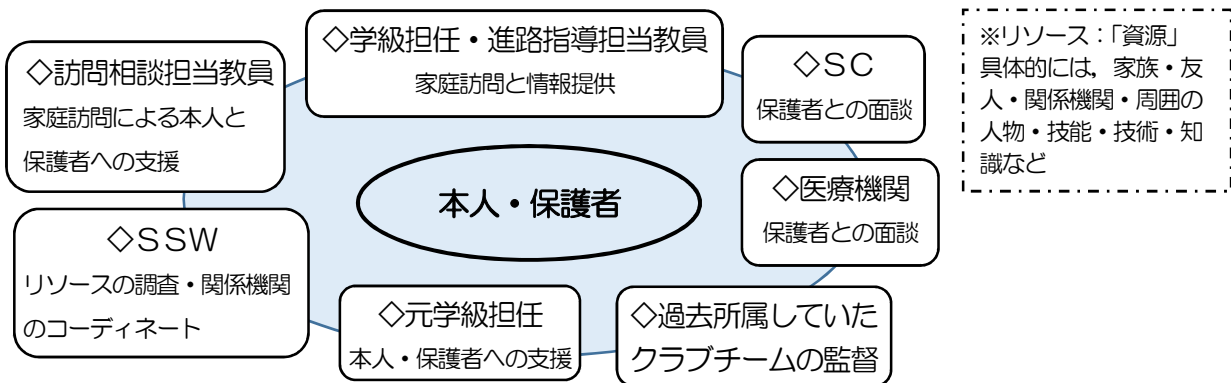 ◇学級担任・進路指導担当教員
家庭訪問と情報提供
◇訪問相談担当教員
家庭訪問による本人と
保護者への支援
◇ＳＣ
保護者との面談
※リソース：「資源」
具体的には，家族・友
人・関係機関・周囲の
人物・技能・技術・知
識など
本人・保護者
◇医療機関
保護者との面談
◇ＳＳＷ
リソースの調査・関係機関
のコーディネート
◇元学級担任
本人・保護者への支援
◇過去所属していた
クラブチームの監督